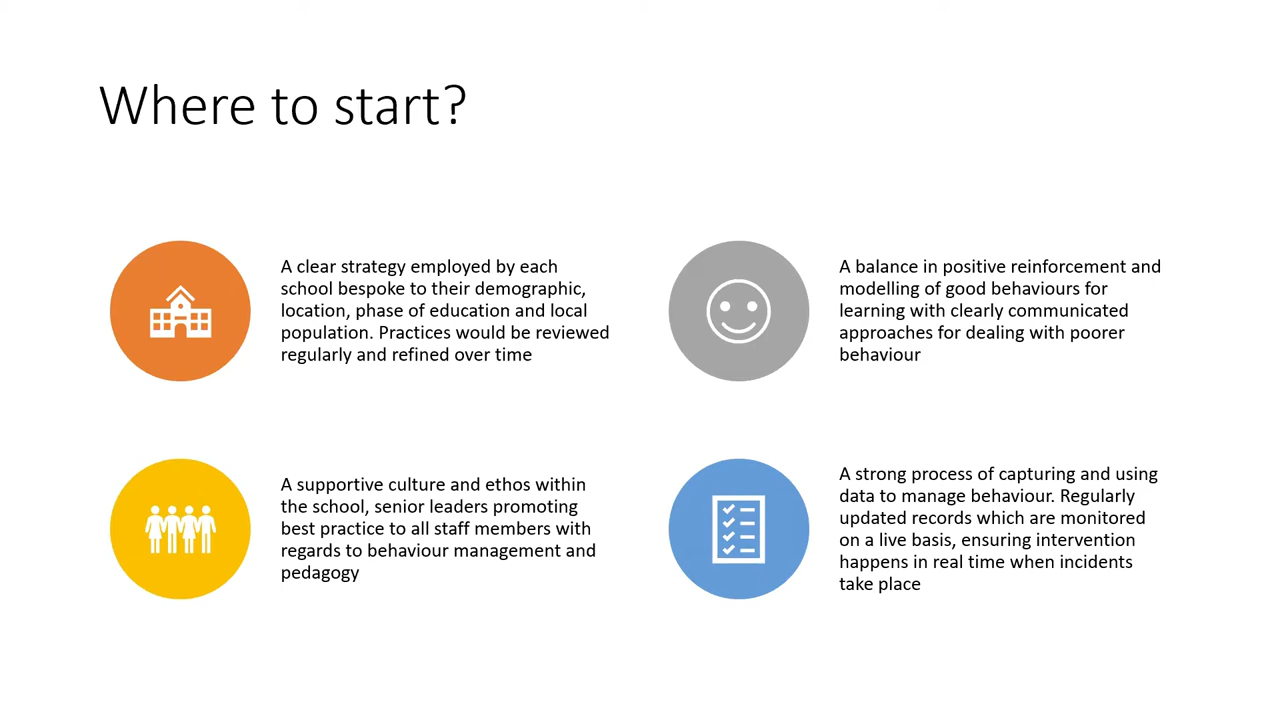 Where to start?
A clear strategy employed by each
school bespoke to their demographic,
location, phase of education and local
population. Practices would be reviewed
regularly and refined over time
A balance in positive reinforcement and
modelling of good behaviours for
learning with clearly communicated
approaches for dealing with poorer
behaviour
A supportive culture and ethos within
the school, senior leaders promoting
best practice to all staff members with
regards to behaviour management and
pedagogy
A strong process of capturing and using
data to manage behaviour. Regularly
updated records which are monitored
on a live basis, ensuring intervention
happens in real time when incidents
take place